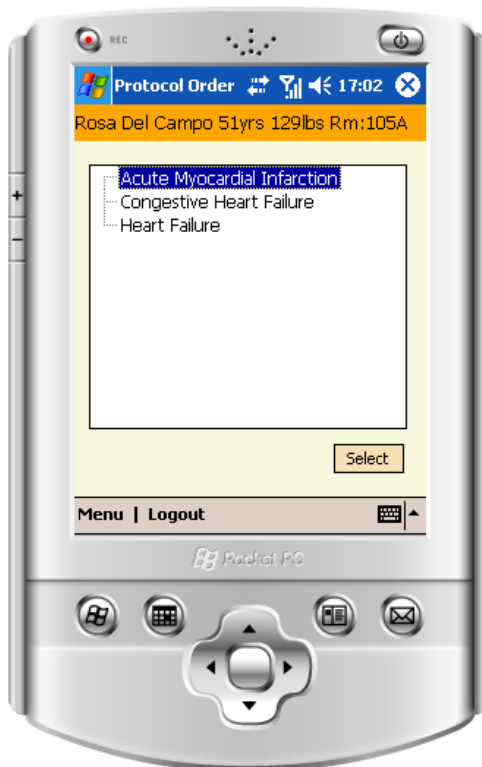 REC
Protocol Order 17:02
Rosa Del Campo 51yrs 129lbs Rm:105A
Acute Myocardial Infarction
Congestive Heart Failure
Heart Failure
Select
Menu | Logout
Pocket PC
+
-